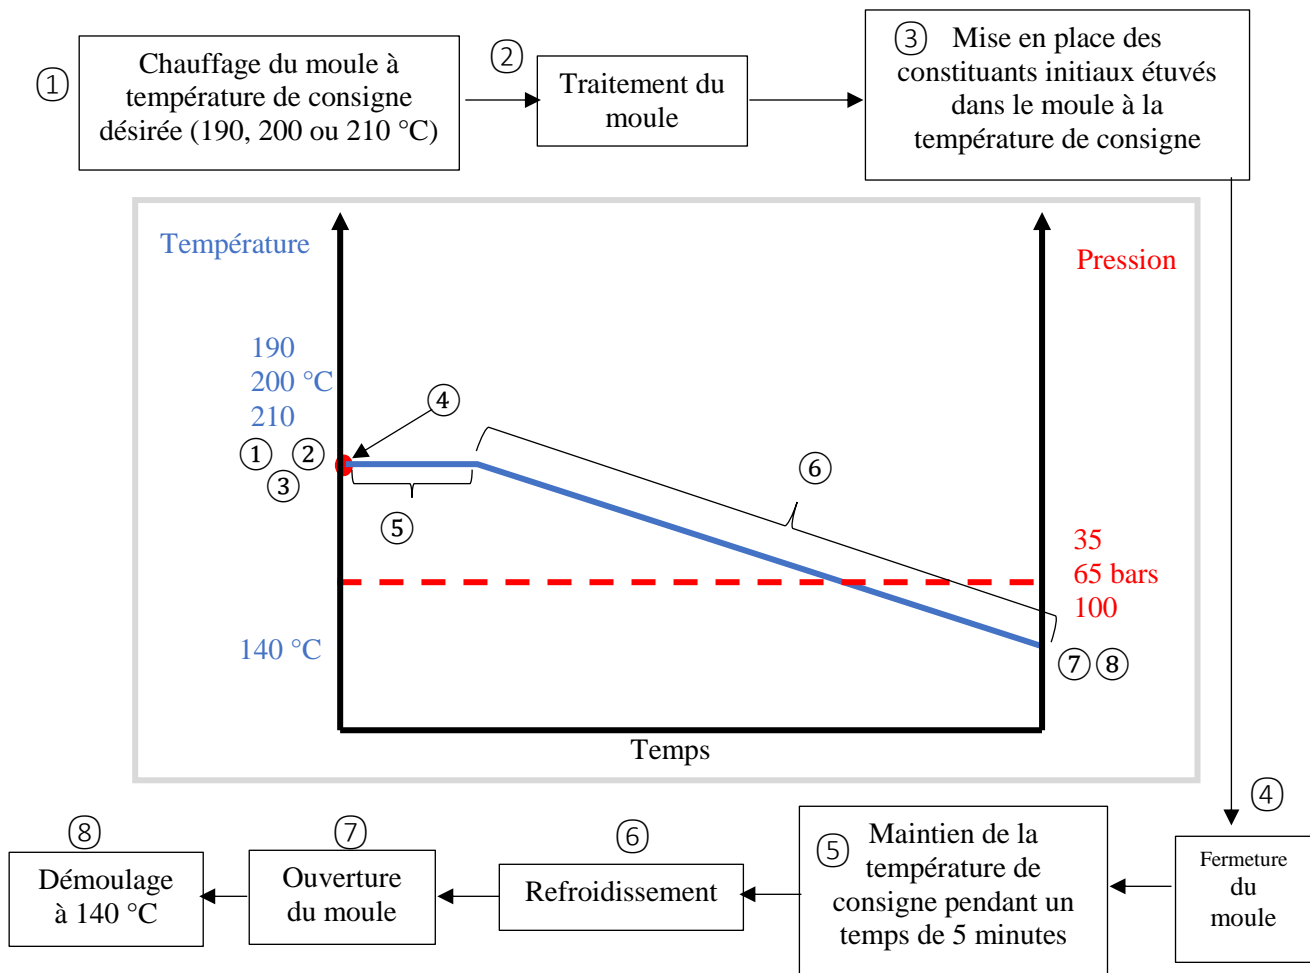 ①
Chauffage du moule à
température de consigne
désirée (190, 200 ou 210 °C)
②
Traitement du
moule
③ Mise en place des
constituants initiaux étuvés
dans le moule à la
température de consigne
Température
Pression
190
200 °C
210
① ②
③
④
⑤
⑥
35
65 bars
100
140 °C
⑦ ⑧
Temps
④
Fermeture
du
moule
⑤ Maintien de la
température de
consigne pendant un
temps de 5 minutes
⑥
Refroidissement
⑦
Ouverture
du moule
⑧
Démoulage
à 140 °C